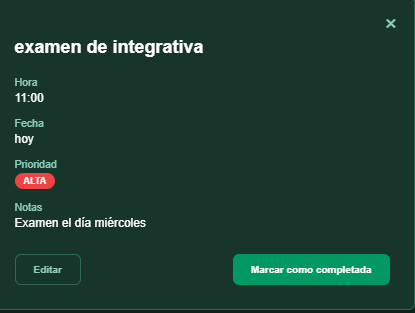 ×
examen de integrativa
Hora
11:00
Fecha
hoy
Prioridad
ALTA
Notas
Examen el día miércoles
Editar
Marcar como completada